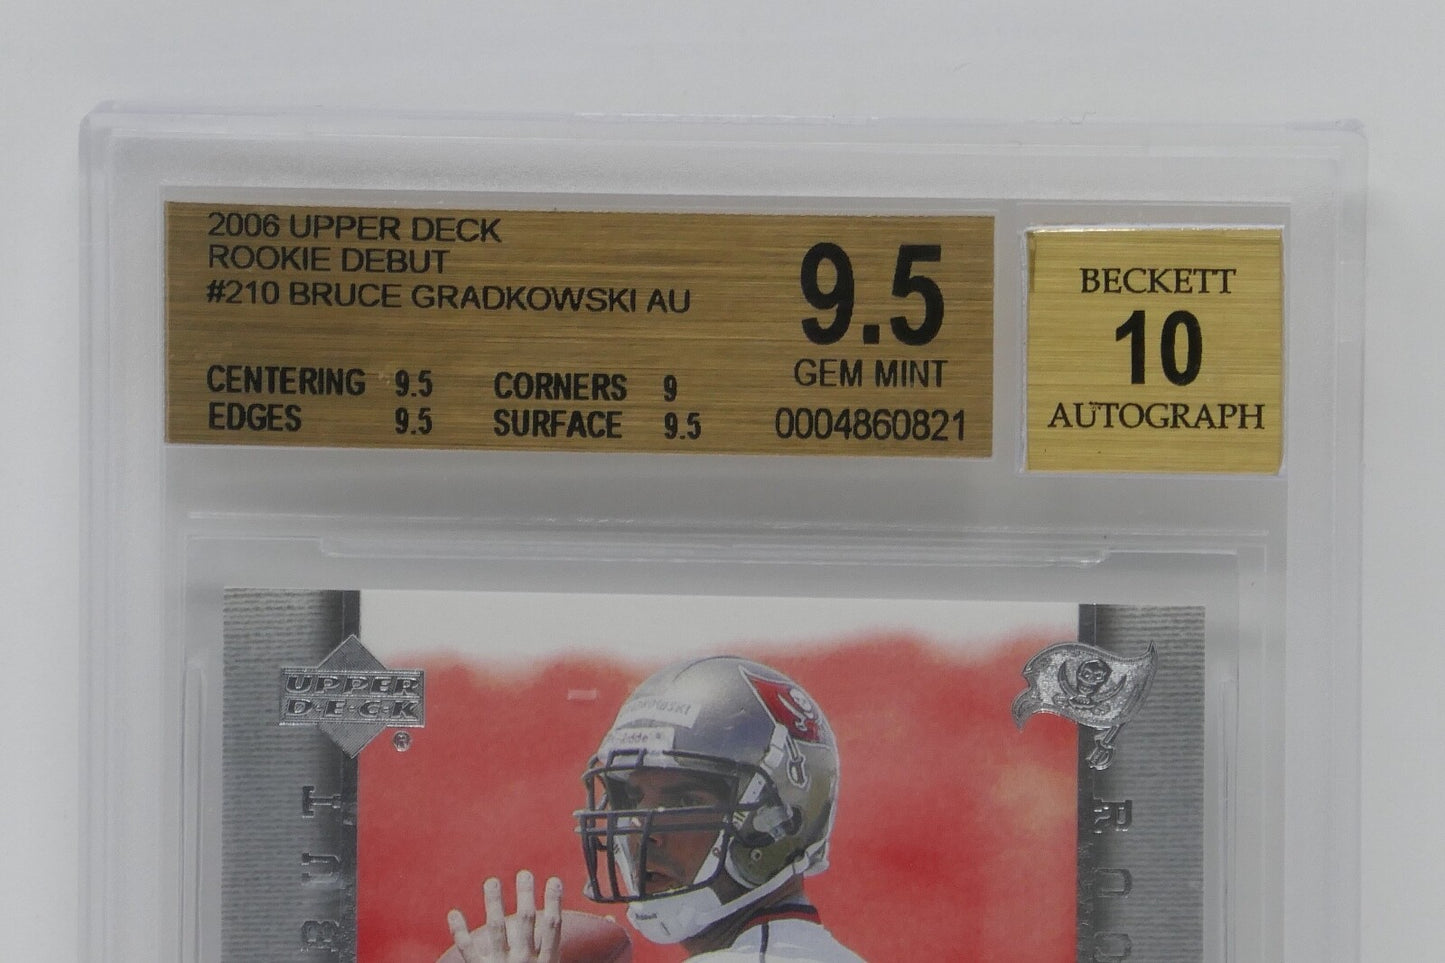 2006 UPPER DECK
ROOKIE DEBUT
#210 BRUCE GRADKOWSKI AU
CENTERING 9.5 CORNERS 9
EDGES 9.5 SURFACE 9.5
9.5
GEM MINT
0004860821
BECKETT
10
AUTOGRAPH
UPPER
D·E·C·K
®
Riddell